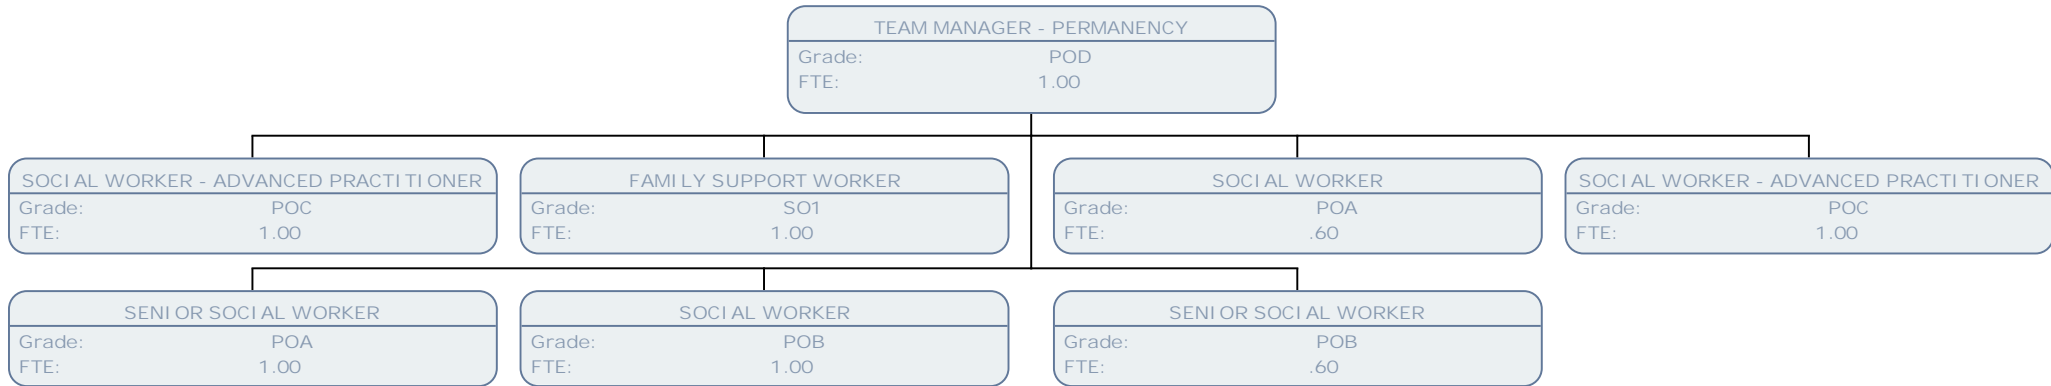 TEAM MANAGER - PERMANENCY
Grade: POD
FTE: 1.00
SOCIAL WORKER - ADVANCED PRACTITIONER
Grade: POC
FTE: 1.00
FAMILY SUPPORT WORKER
Grade: SO1
FTE: 1.00
SOCIAL WORKER
Grade: POA
FTE: .60
SOCIAL WORKER - ADVANCED PRACTITIONER
Grade: POC
FTE: 1.00
SENIOR SOCIAL WORKER
Grade: POA
FTE: 1.00
SOCIAL WORKER
Grade: POB
FTE: 1.00
SENIOR SOCIAL WORKER
Grade: POB
FTE: .60